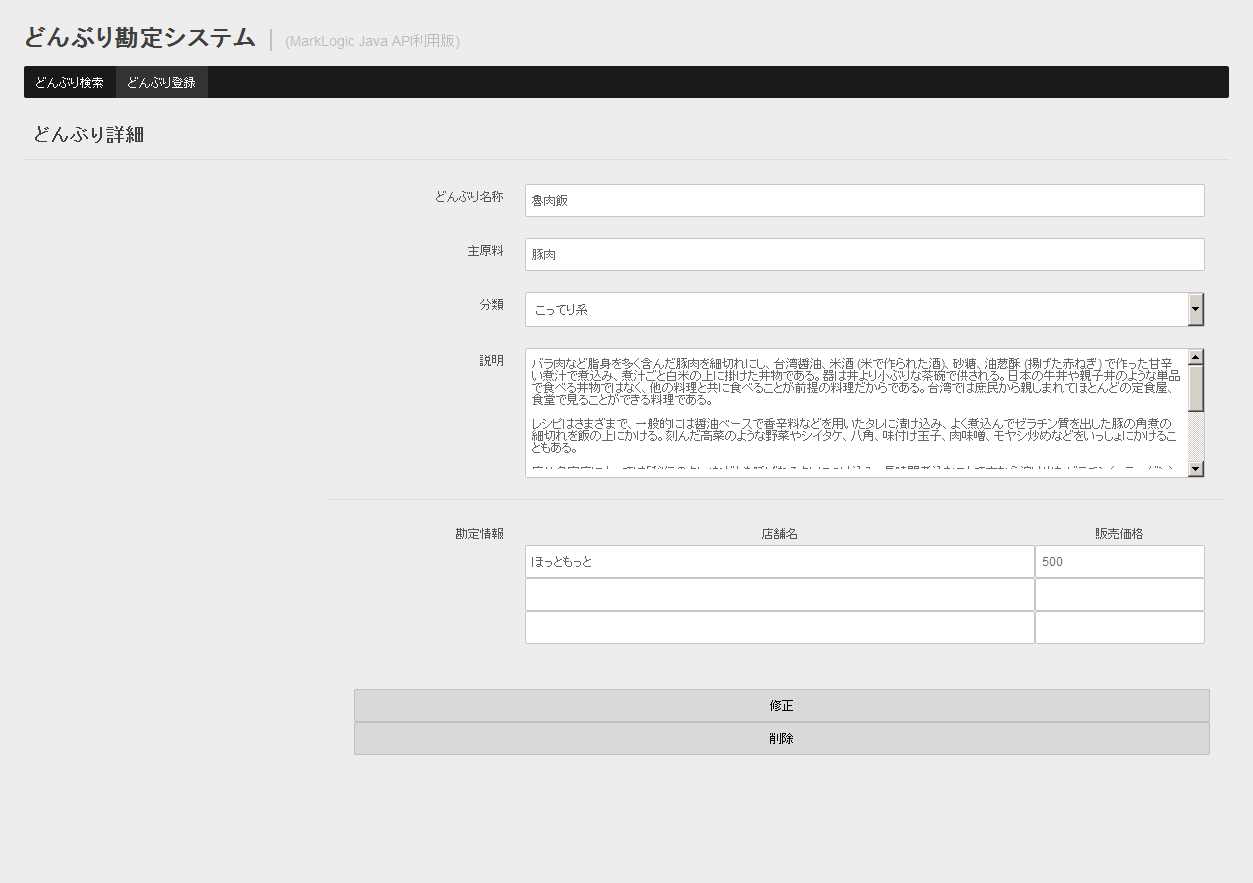 どんぶり勘定システム | (MarkLogic Java API利用版)
どんぶり検索 どんぶり登録
どんぶり詳細
どんぶり名称 魯肉飯
主原料 豚肉
分類 こってり系
説明 バラ肉など脂身を多く含んだ豚肉を細切れにし、台湾醤油、米酒 (米で作られた酒)、砂糖、油葱酥 (揚げた赤ねぎ) で作った甘辛
い煮汁で煮込み、煮汁ごと白米の上に掛けた丼物である。器は丼より小ぶりな茶碗で供される。日本の牛丼や親子丼のような単品
で食べる丼物ではなく、他の料理と共に食べることが前提の料理だからである。台湾では庶民から親しまれてほとんどの定食屋、
食堂で見ることができる料理である。
レシピはさまざまで、一般的には醤油ベースで香辛料などを用いたタレに漬け込み、よく煮込んでゼラチン質を出した豚の角煮の
細切れを飯の上にかける。刻んだ高菜のような野菜やシイタケ、八角、味付け玉子、肉味噌、モヤシ炒めなどをいっしょにかけるこ
ともある。
勘定情報 店舗名 販売価格
ほっともっと 500
修正
削除